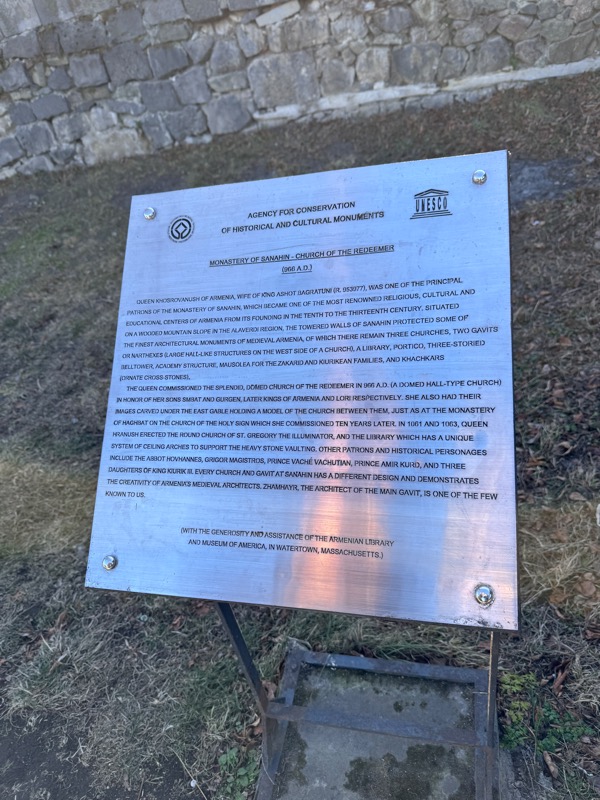 AGENCY FOR CONSERVATION
OF HISTORICAL AND CULTURAL MONUMENTS
UNESCO
MONASTERY OF SANAHIN - CHURCH OF THE REDEEMER
(966 A.D.)
QUEEN KHOSROVANUSH OF ARMENIA, WIFE OF KING ASHOT BAGRATUNI (R. 953977), WAS ONE OF THE PRINCIPAL
PATRONS OF THE MONASTERY OF SANAHIN, WHICH BECAME ONE OF THE MOST RENOWNED RELIGIOUS, CULTURAL AND
EDUCATIONAL CENTERS OF ARMENIA FROM ITS FOUNDING IN THE TENTH TO THE THIRTEENTH CENTURY. SITUATED
ON A WOODED MOUNTAIN SLOPE IN THE ALAVERDI REGION, THE TOWERED WALLS OF SANAHIN PROTECTED SOME OF
THE FINEST ARCHITECTURAL MONUMENTS OF MEDIEVAL ARMENIA, OF WHICH THERE REMAIN THREE CHURCHES, TWO GAVITS
OR NARTHEXES (LARGE HALL-LIKE STRUCTURES ON THE WEST SIDE OF A CHURCH), A LIBRARY, PORTICO, THREE-STORIED
BELLTOWER, ACADEMY STRUCTURE, MAUSOLEA FOR THE ZAKARID AND KIURIKEAN FAMILIES, AND KHACHKARS
(ORNATE CROSS-STONES).
THE QUEEN COMMISSIONED THE SPLENDID, DOMED CHURCH OF THE REDEEMER IN 966 A.D. (A DOMED HALL-TYPE CHURCH)
IN HONOR OF HER SONS SMBAT AND GURGEN, LATER KINGS OF ARMENIA AND LORI RESPECTIVELY. SHE ALSO HAD THEIR
IMAGES CARVED UNDER THE EAST GABLE HOLDING A MODEL OF THE CHURCH BETWEEN THEM, JUST AS AT THE MONASTERY
OF HAGHBAT ON THE CHURCH OF THE HOLY SIGN WHICH SHE COMMISSIONED TEN YEARS LATER. IN 1061 AND 1063, QUEEN
HRANUSH ERECTED THE ROUND CHURCH OF ST. GREGORY THE ILLUMINATOR, AND THE LIBRARY WHICH HAS A UNIQUE
SYSTEM OF CEILING ARCHES TO SUPPORT THE HEAVY STONE VAULTING. OTHER PATRONS AND HISTORICAL PERSONAGES
INCLUDE THE ABBOT HOVHANNES, GRIGOR MAGISTROS, PRINCE VACHÉ VACHUTIAN, PRINCE AMIR KURD, AND THREE
DAUGHTERS OF KING KIURIK III. EVERY CHURCH AND GAVIT AT SANAHIN HAS A DIFFERENT DESIGN AND DEMONSTRATES
THE CREATIVITY OF ARMENIA'S MEDIEVAL ARCHITECTS. ZHAMHAYR, THE ARCHITECT OF THE MAIN GAVIT, IS ONE OF THE FEW
KNOWN TO US.
(WITH THE GENEROSITY AND ASSISTANCE OF THE ARMENIAN LIBRARY
AND MUSEUM OF AMERICA, IN WATERTOWN, MASSACHUSETTS.)